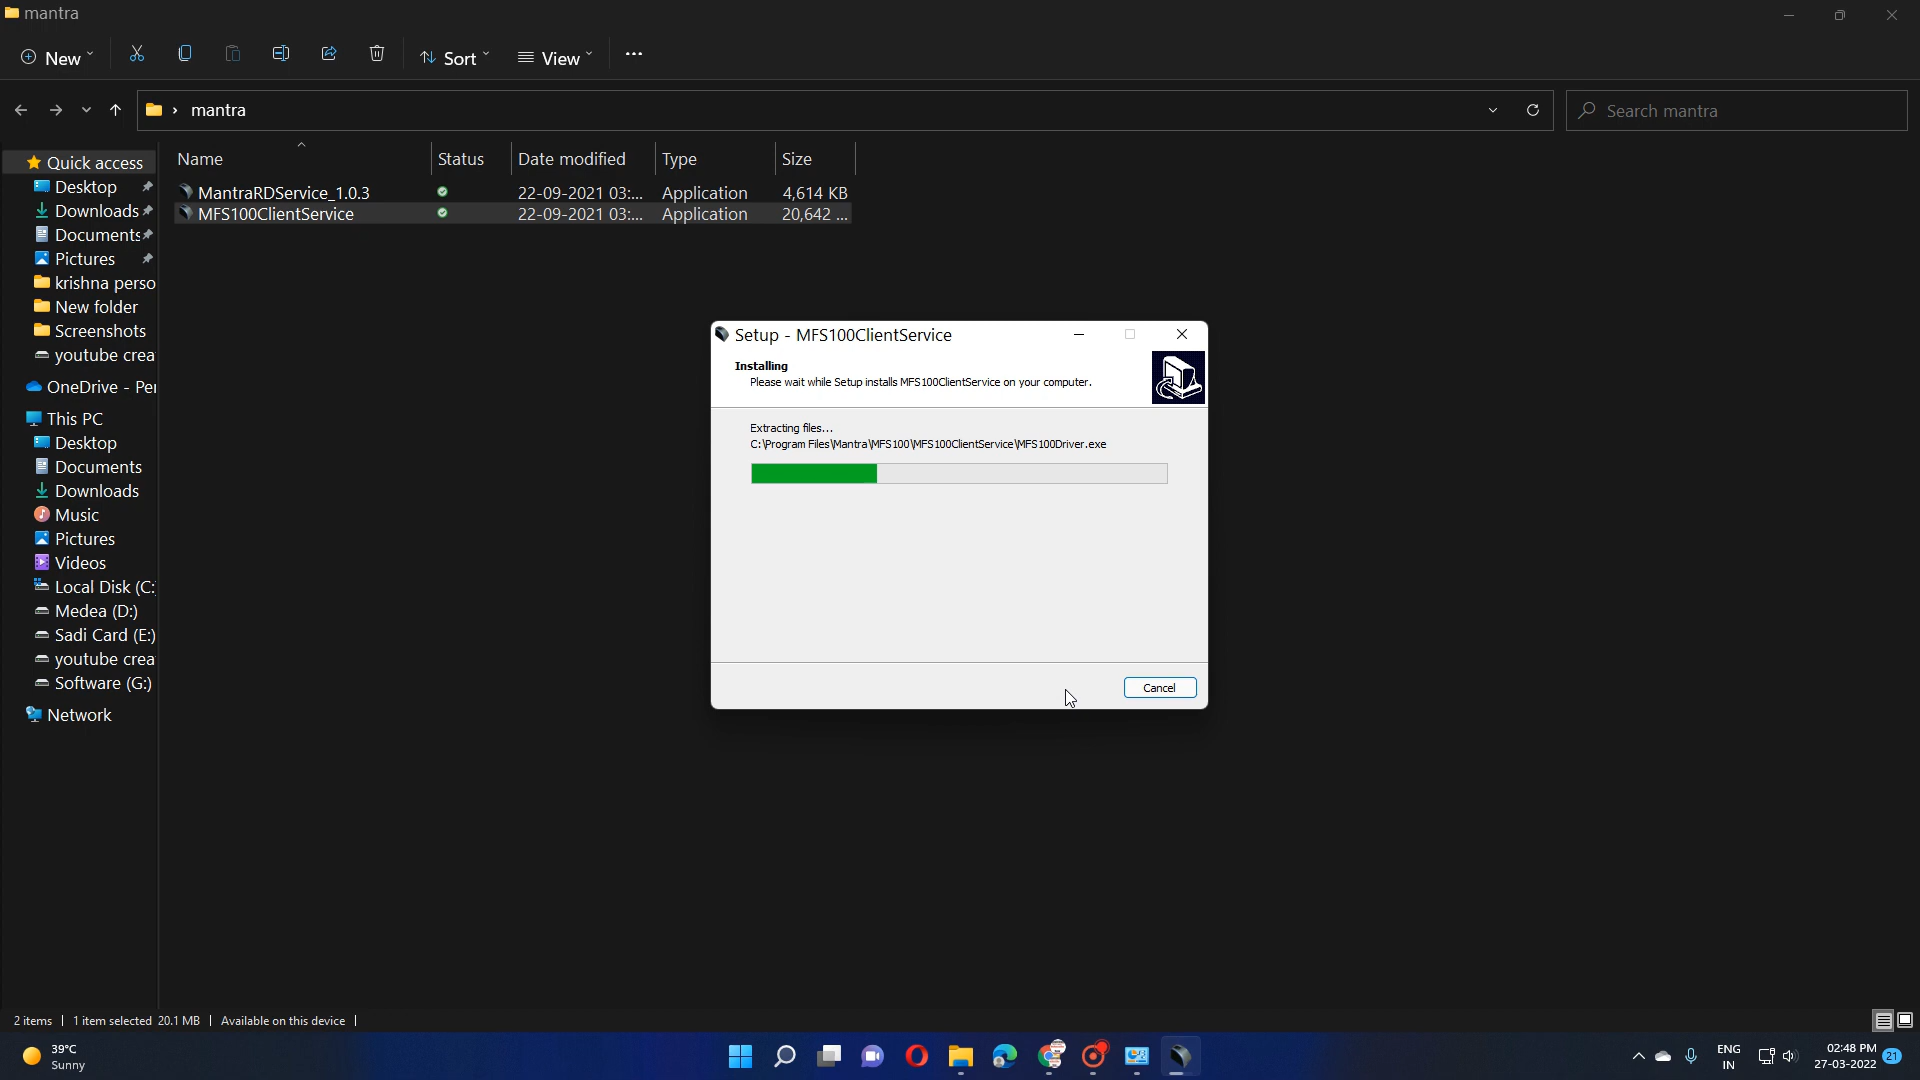 mantra
New
Sort
View
mantra
Search mantra
Name
Status
Date modified
Type
Size
MantraRDService_1.0.3
22-09-2021 03:...
Application
4,614 KB
MFS100ClientService
22-09-2021 03:...
Application
20,642 ...
Quick access
Desktop
Downloads
Documents
Pictures
krishna perso
New folder
Screenshots
youtube crea
OneDrive - Per
This PC
Desktop
Documents
Downloads
Music
Pictures
Videos
Local Disk (C:
Medea (D:)
Sadi Card (E:)
youtube crea
Software (G:)
Network
Setup - MFS100ClientService
Installing
Please wait while Setup installs MFS100ClientService on your computer.
Extracting files...
C:\Program Files\Mantra\MFS100\MFS100ClientService\MFS100Driver.exe
Cancel
2 items
1 item selected 20.1 MB
Available on this device
39°C
Sunny
ENG
IN
02:48 PM
27-03-2022
21